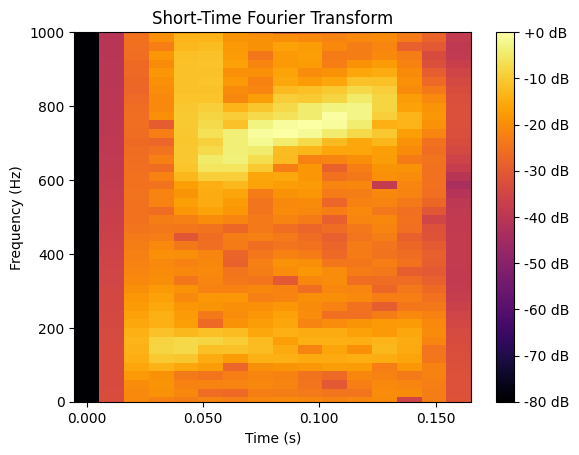 Short-Time Fourier Transform
1000
800
600
400
200
0
Frequency (Hz)
0.000
0.050
0.100
0.150
Time (s)
+0 dB
-10 dB
-20 dB
-30 dB
-40 dB
-50 dB
-60 dB
-70 dB
-80 dB